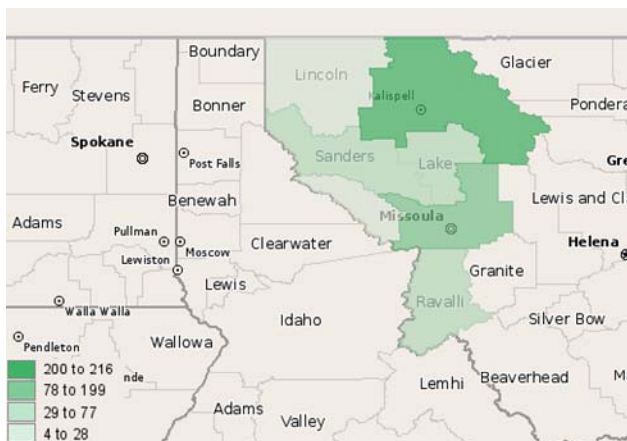 Boundary
Lincoln
Glacier
Ferry
Stevens
Kalispell
Bonner
Pondera
Spokane
Post Falls
Sanders
Lake
Gre
Benewah
Lewis and Cl
Adams
Pullman
Moscow
Clearwater
Missoula
Helena
Lewiston
Lewis
Granite
Ravalli
Walla Walla
Idaho
Silver Bow
Pendleton
Wallowa
200 to 216
78 to 199
nde
Lemhi
Beaverhead
Ma
29 to 77
Adams
Valley
4 to 28